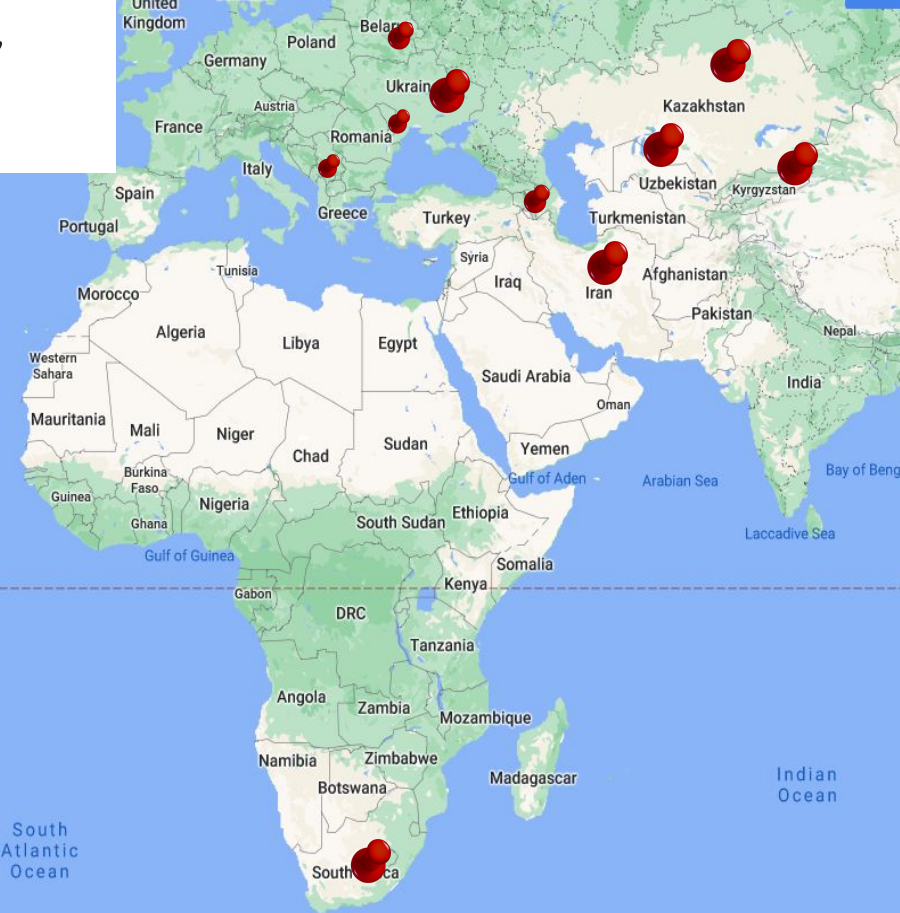 United
Kingdom
,
Belar
Poland
Germany
Ukrain
Kazakhstan
Austria
France
Romania
Italy
Uzbekistan
Kyrgyzstan
Spain
Greece
Turkey
Turkmenistan
Portugal
Syria
Tunisia
Iraq
Afghanistan
Morocco
Iran
Pakistan
Algeria
Libya
Egypt
Nepal
Western
Sahara
Saudi Arabia
India
Oman
Mauritania
Mali
Niger
Sudan
Chad
Yemen
Burkina
Faso
Gulf of Aden
Arabian Sea
Bay of Beng
Guinea
Nigeria
Ethiopia
Ghana
South Sudan
Laccadive Sea
Gulf of Guinea
Somalia
Kenya
Gabon
DRC
Tanzania
Angola
Zambia
Mozambique
Namibia
Zimbabwe
Madagascar
Botswana
Indian
Ocean
South
Atlantic
Ocean
South
ca